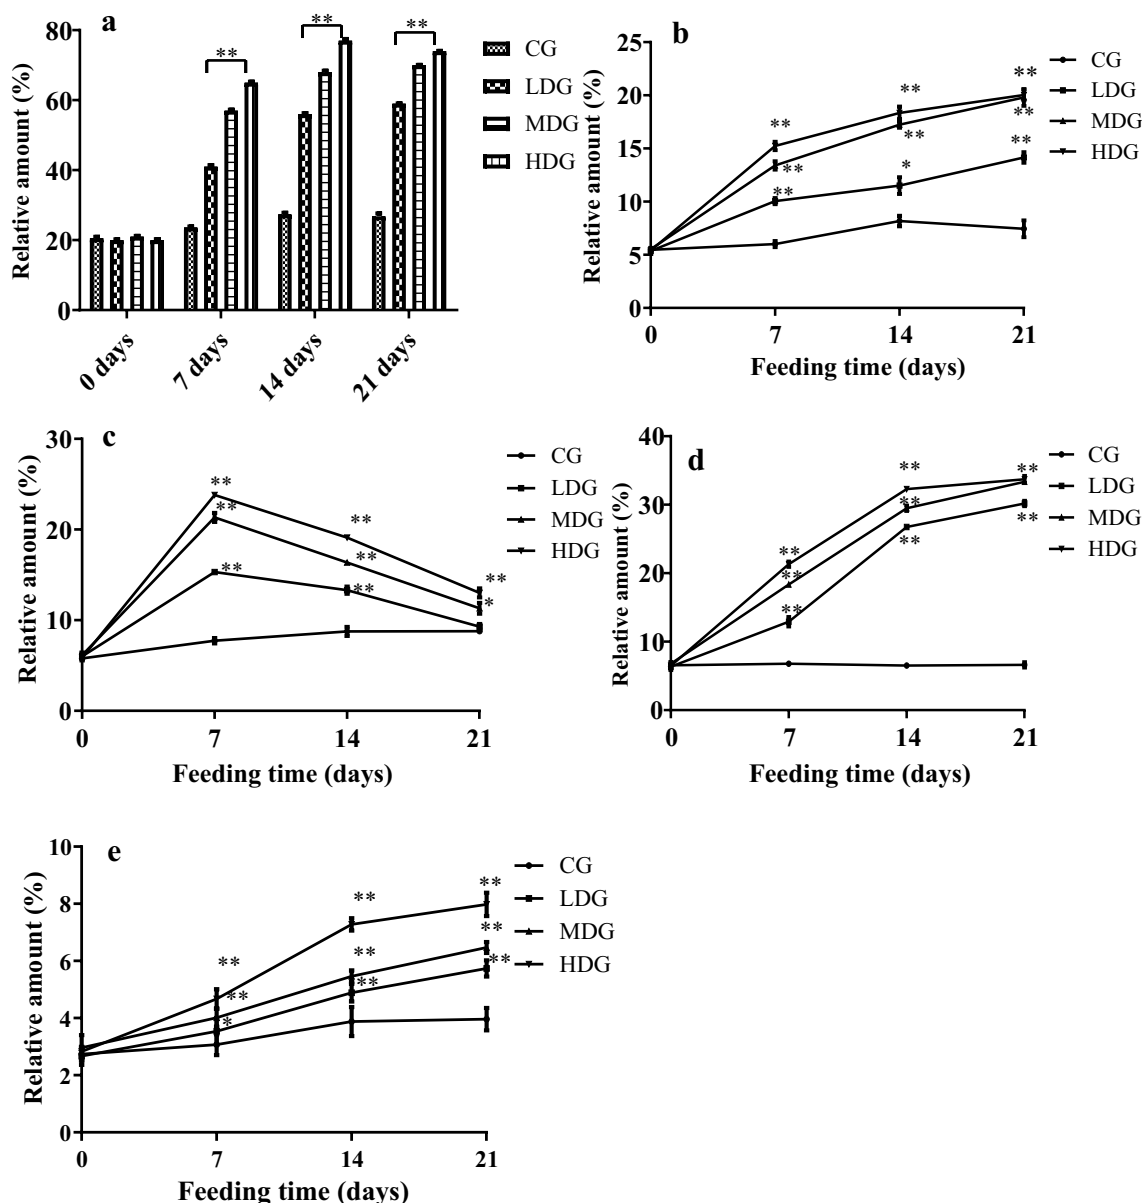 a
80
60
40
20
0
Relative amount (%)
** ** **
CG
LDG
MDG
HDG
0 days
7 days
14 days
21 days
b
25
20
15
10
5
0
Relative amount (%)
** ** **
** ** **
** * **
0 7 14 21
Feeding time (days)
CG
LDG
MDG
HDG
c
30
20
10
0
Relative amount (%)
** ** **
** ** *
** **
0 7 14 21
Feeding time (days)
CG
LDG
MDG
HDG
d
40
30
20
10
0
Relative amount (%)
** ** **
** **
** ** **
0 7 14 21
CG
LDG
MDG
HDG
e
10
8
6
4
2
0
Relative amount (%)
** ** **
** ** **
* ** **
0 7 14 21
Feeding time (days)
CG
LDG
MDG
HDG